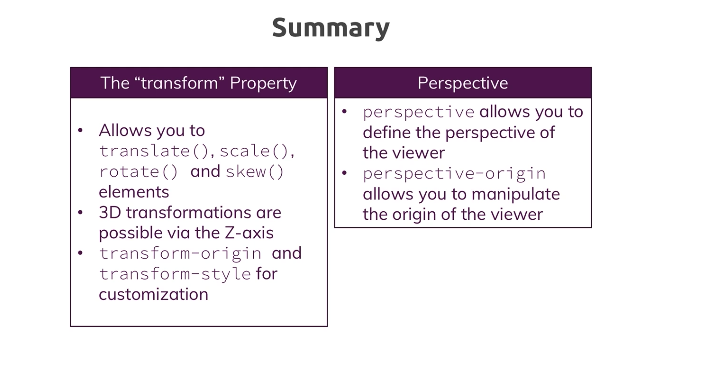 Summary
The “transform” Property
• Allows you to
translate(), scale(),
rotate() and skew()
elements
• 3D transformations are
possible via the Z-axis
• transform-origin and
transform-style for
customization
Perspective
• perspective allows you to
define the perspective of
the viewer
• perspective-origin
allows you to manipulate
the origin of the viewer